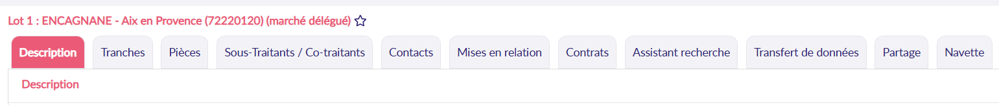 Lot 1 : ENCAGNANE - Aix en Provence (72220120) (marché délégué)
Description Tranches Pièces Sous-Traitants / Co-traitants Contacts Mises en relation Contrats Assistant recherche Transfert de données Partage Navette
Description